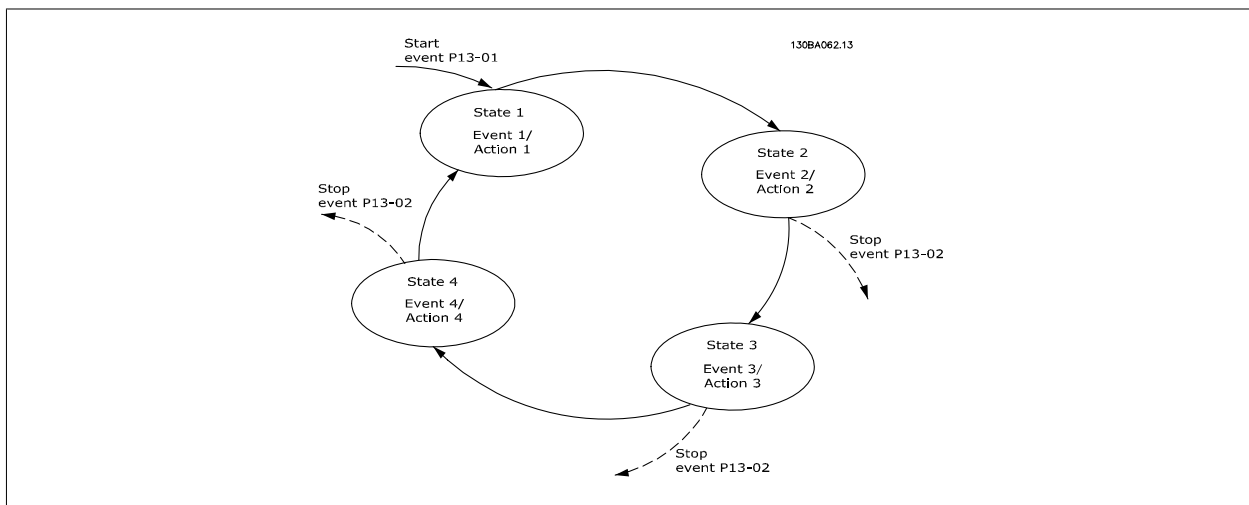 Start
event P13-01
130BA062.13
State 1
Event 1/
Action 1
State 2
Event 2/
Action 2
Stop
event P13-02
Stop
event P13-02
State 4
Event 4/
Action 4
State 3
Event 3/
Action 3
Stop
event P13-02